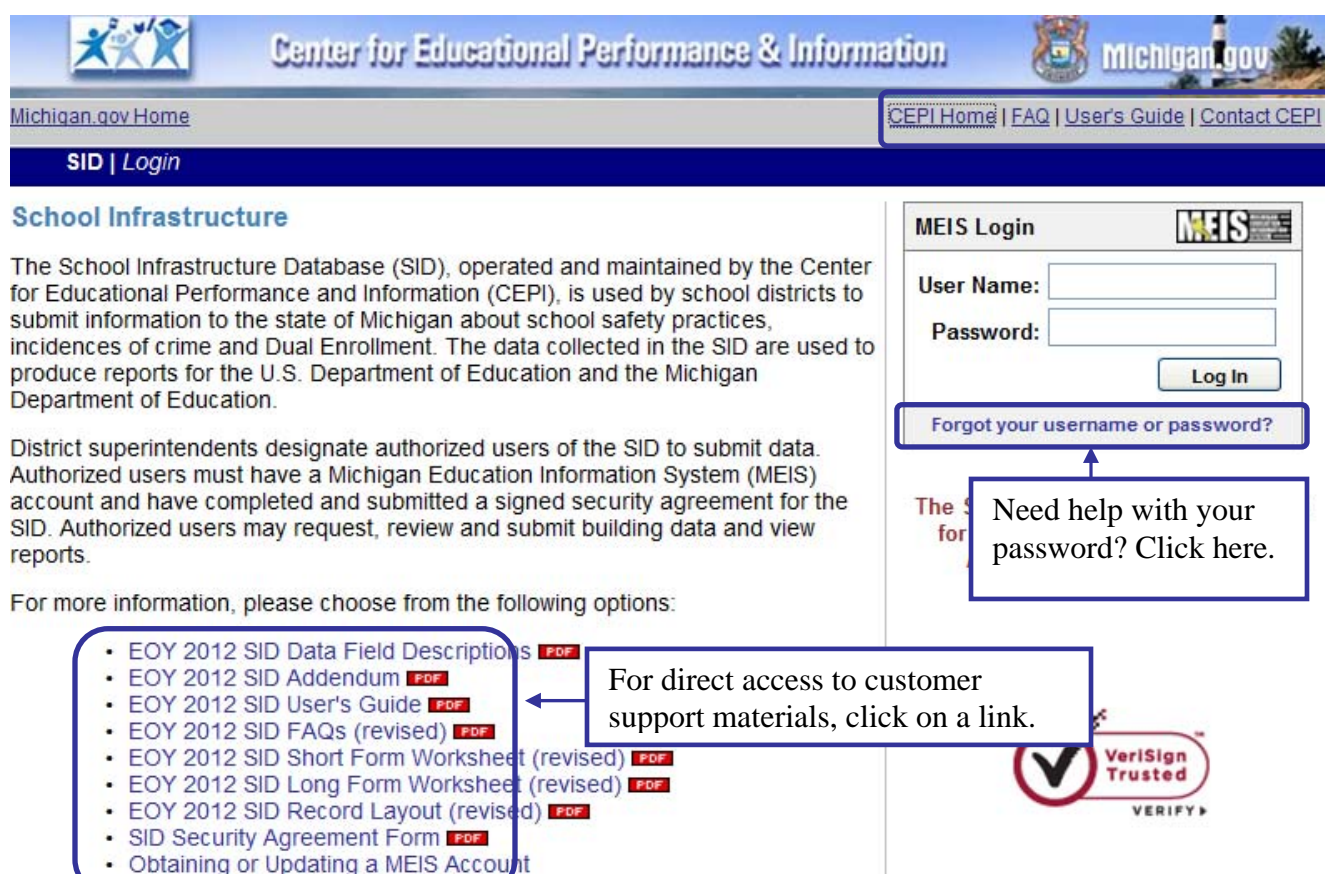 Center for Educational Performance & Information
Michigan.gov
Michigan.gov Home
CEPI Home | FAQ | User's Guide | Contact CEPI
SID | Login
School Infrastructure
The School Infrastructure Database (SID), operated and maintained by the Center
for Educational Performance and Information (CEPI), is used by school districts to
submit information to the state of Michigan about school safety practices,
incidences of crime and Dual Enrollment. The data collected in the SID are used to
produce reports for the U.S. Department of Education and the Michigan
Department of Education.
District superintendents designate authorized users of the SID to submit data.
Authorized users must have a Michigan Education Information System (MEIS)
account and have completed and submitted a signed security agreement for the
SID. Authorized users may request, review and submit building data and view
reports.
For more information, please choose from the following options:
• EOY 2012 SID Data Field Descriptions PDF
• EOY 2012 SID Addendum PDF
• EOY 2012 SID User's Guide PDF
• EOY 2012 SID FAQs (revised) PDF
• EOY 2012 SID Short Form Worksheet (revised) PDF
• EOY 2012 SID Long Form Worksheet (revised) PDF
• EOY 2012 SID Record Layout (revised) PDF
• SID Security Agreement Form PDF
• Obtaining or Updating a MEIS Account
For direct access to customer
support materials, click on a link.
MEIS Login MEIS
User Name:
Password:
Log In
Forgot your username or password?
The
for
Need help with your
password? Click here.
VeriSign
Trusted
VERIFY